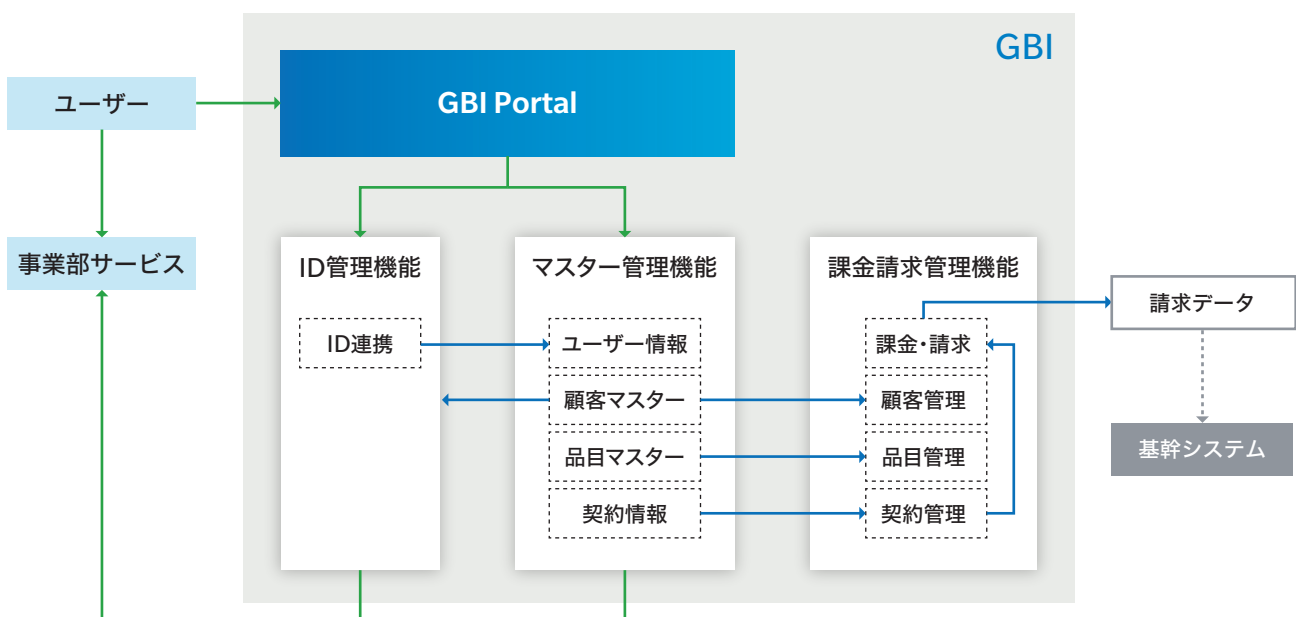 GBI
ユーザー
GBI Portal
事業部サービス
ID管理機能
マスター管理機能
課金請求管理機能
ID連携
ユーザー情報
顧客マスター
品目マスター
契約情報
課金・請求
顧客管理
品目管理
契約管理
請求データ
基幹システム